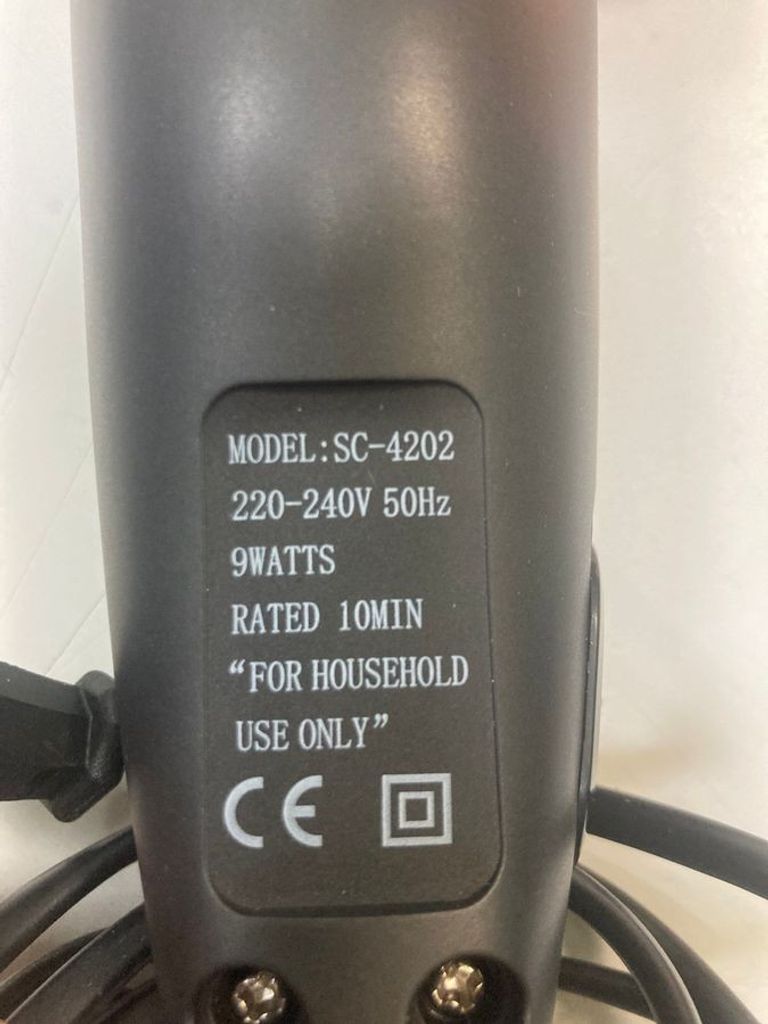 MODEL:SC-4202
220-240V 50Hz
9WATTS
RATED 10MIN
“FOR HOUSEHOLD
USE ONLY”
CE